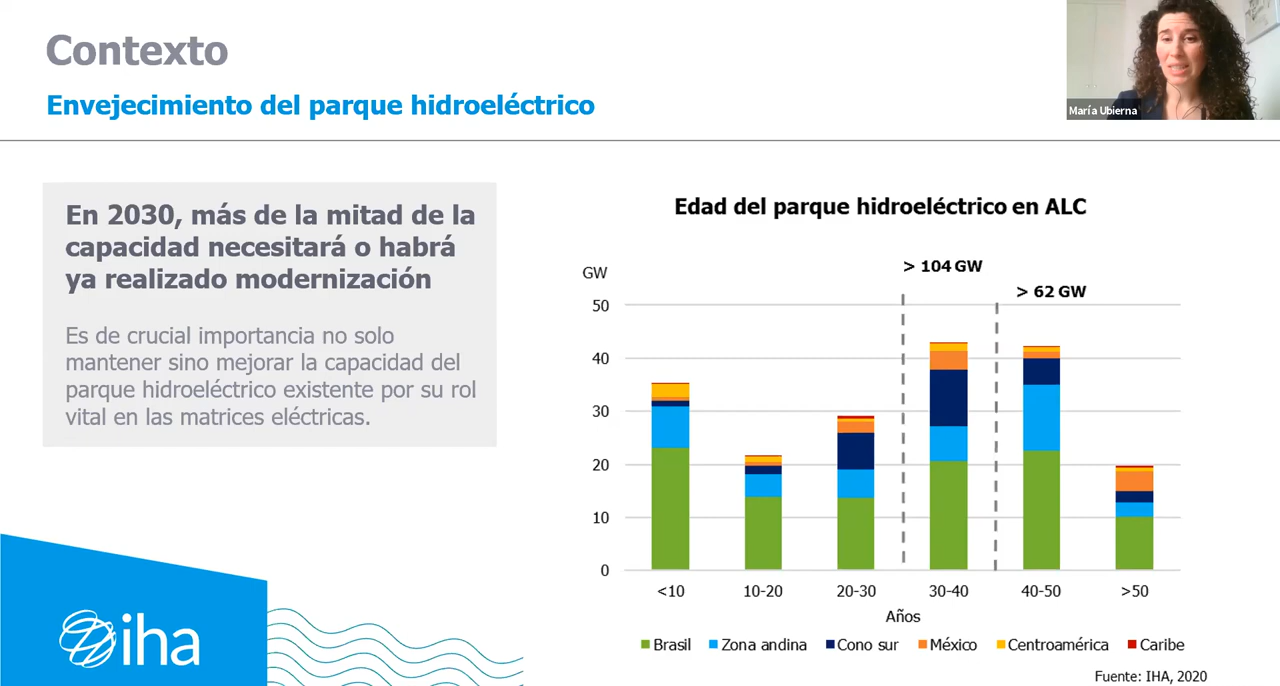 Contexto
Envejecimiento del parque hidroeléctrico
María Ubierna
En 2030, más de la mitad de la
capacidad necesitará o habrá
ya realizado modernización
Es de crucial importancia no solo
mantener sino mejorar la capacidad del
parque hidroeléctrico existente por su rol
vital en las matrices eléctricas.
iha
Edad del parque hidroeléctrico en ALC
> 104 GW
GW
> 62 GW
50
40
30
20
10
0
<10 10-20 20-30 30-40 40-50 >50
Años
Brasil Zona andina Cono sur México Centroamérica Caribe
Fuente: IHA, 2020